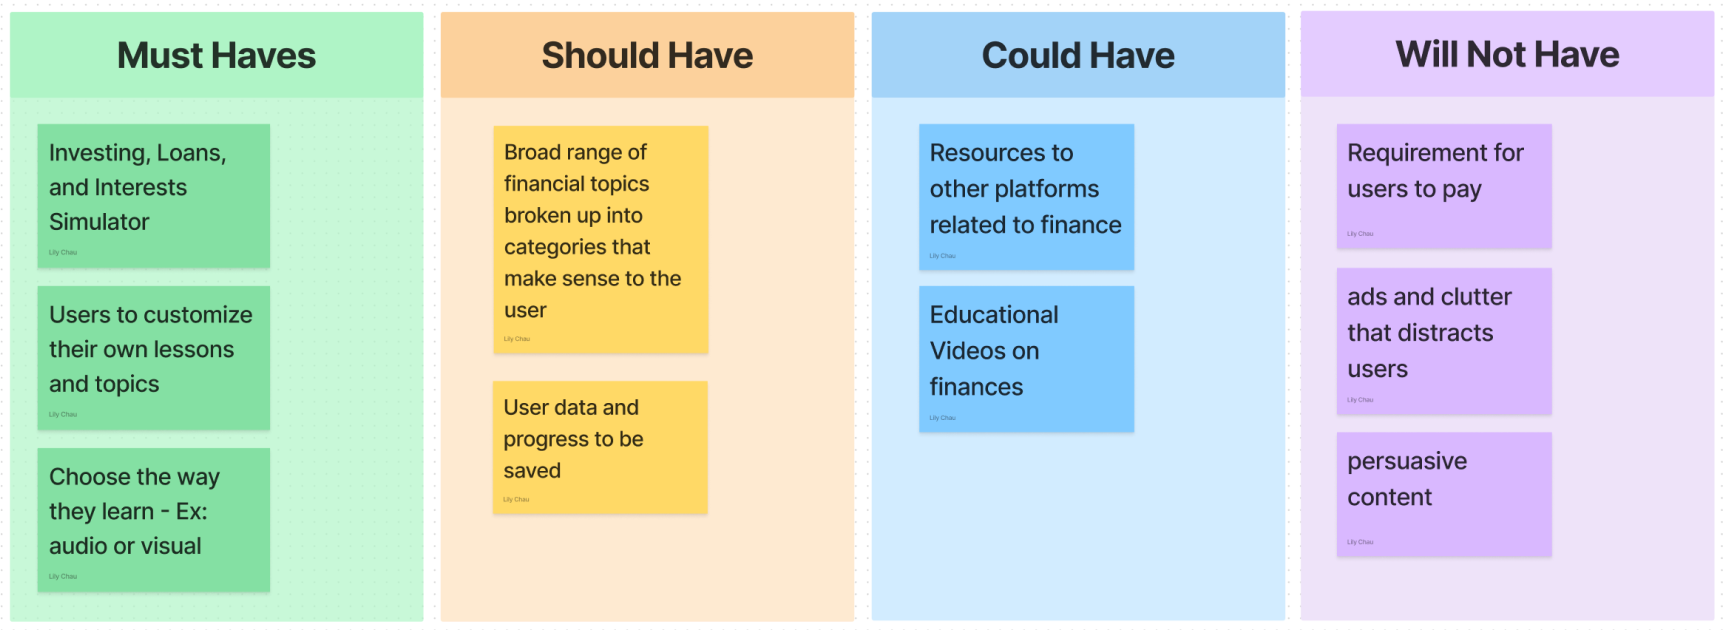 Must Haves
Investing, Loans,
and Interests
Simulator
Lily Chau
Users to customize
their own lessons
and topics
Lily Chau
Choose the way
they learn - Ex:
audio or visual
Lily Chau
Should Have
Broad range of
financial topics
broken up into
categories that
make sense to the
user
Lily Chau
User data and
progress to be
saved
Lily Chau
Could Have
Resources to
other platforms
related to finance
Lily Chau
Educational
Videos on
finances
Lily Chau
Will Not Have
Requirement for
users to pay
Lily Chau
ads and clutter
that distracts
users
Lily Chau
persuasive
content
Lily Chau